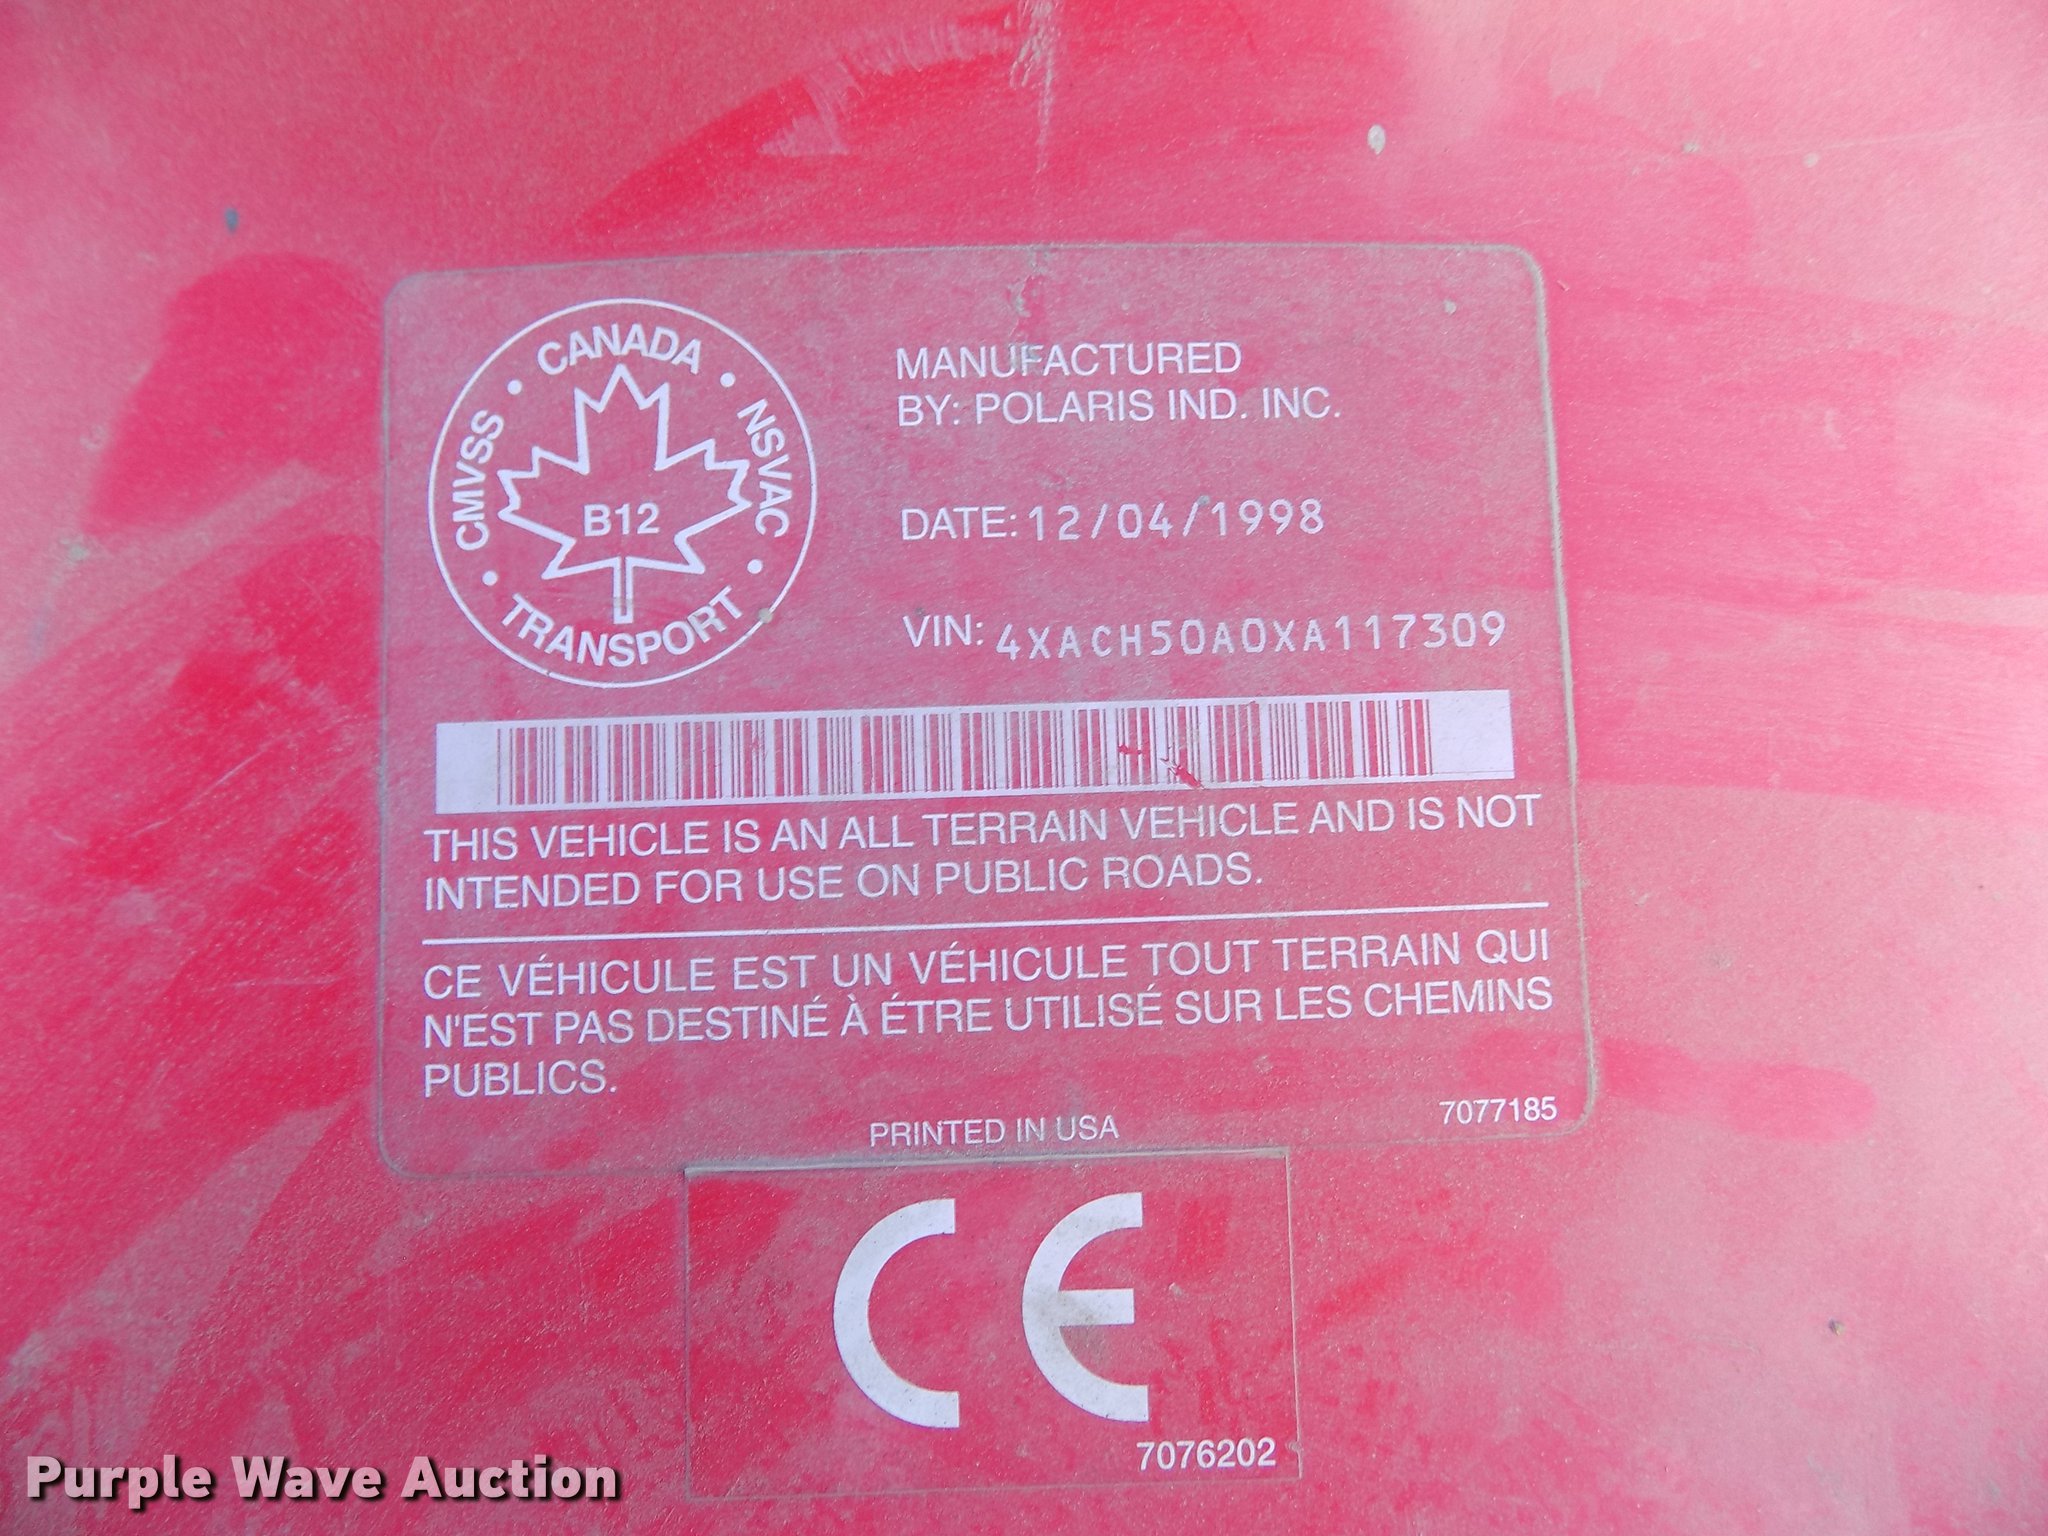 CANADA
CMVSS
NSVAC
B12
TRANSPORT
MANUFACTURED
BY: POLARIS IND. INC.
DATE: 12/04/1998
VIN: 4XACH50A0XA117309
THIS VEHICLE IS AN ALL TERRAIN VEHICLE AND IS NOT
INTENDED FOR USE ON PUBLIC ROADS.
CE VÉHICULE EST UN VÉHICULE TOUT TERRAIN QUI
N'EST PAS DESTINÉ À ÉTRE UTILISÉ SUR LES CHEMINS
PUBLICS.
7077185
PRINTED IN USA
CE
7076202
Purple Wave Auction